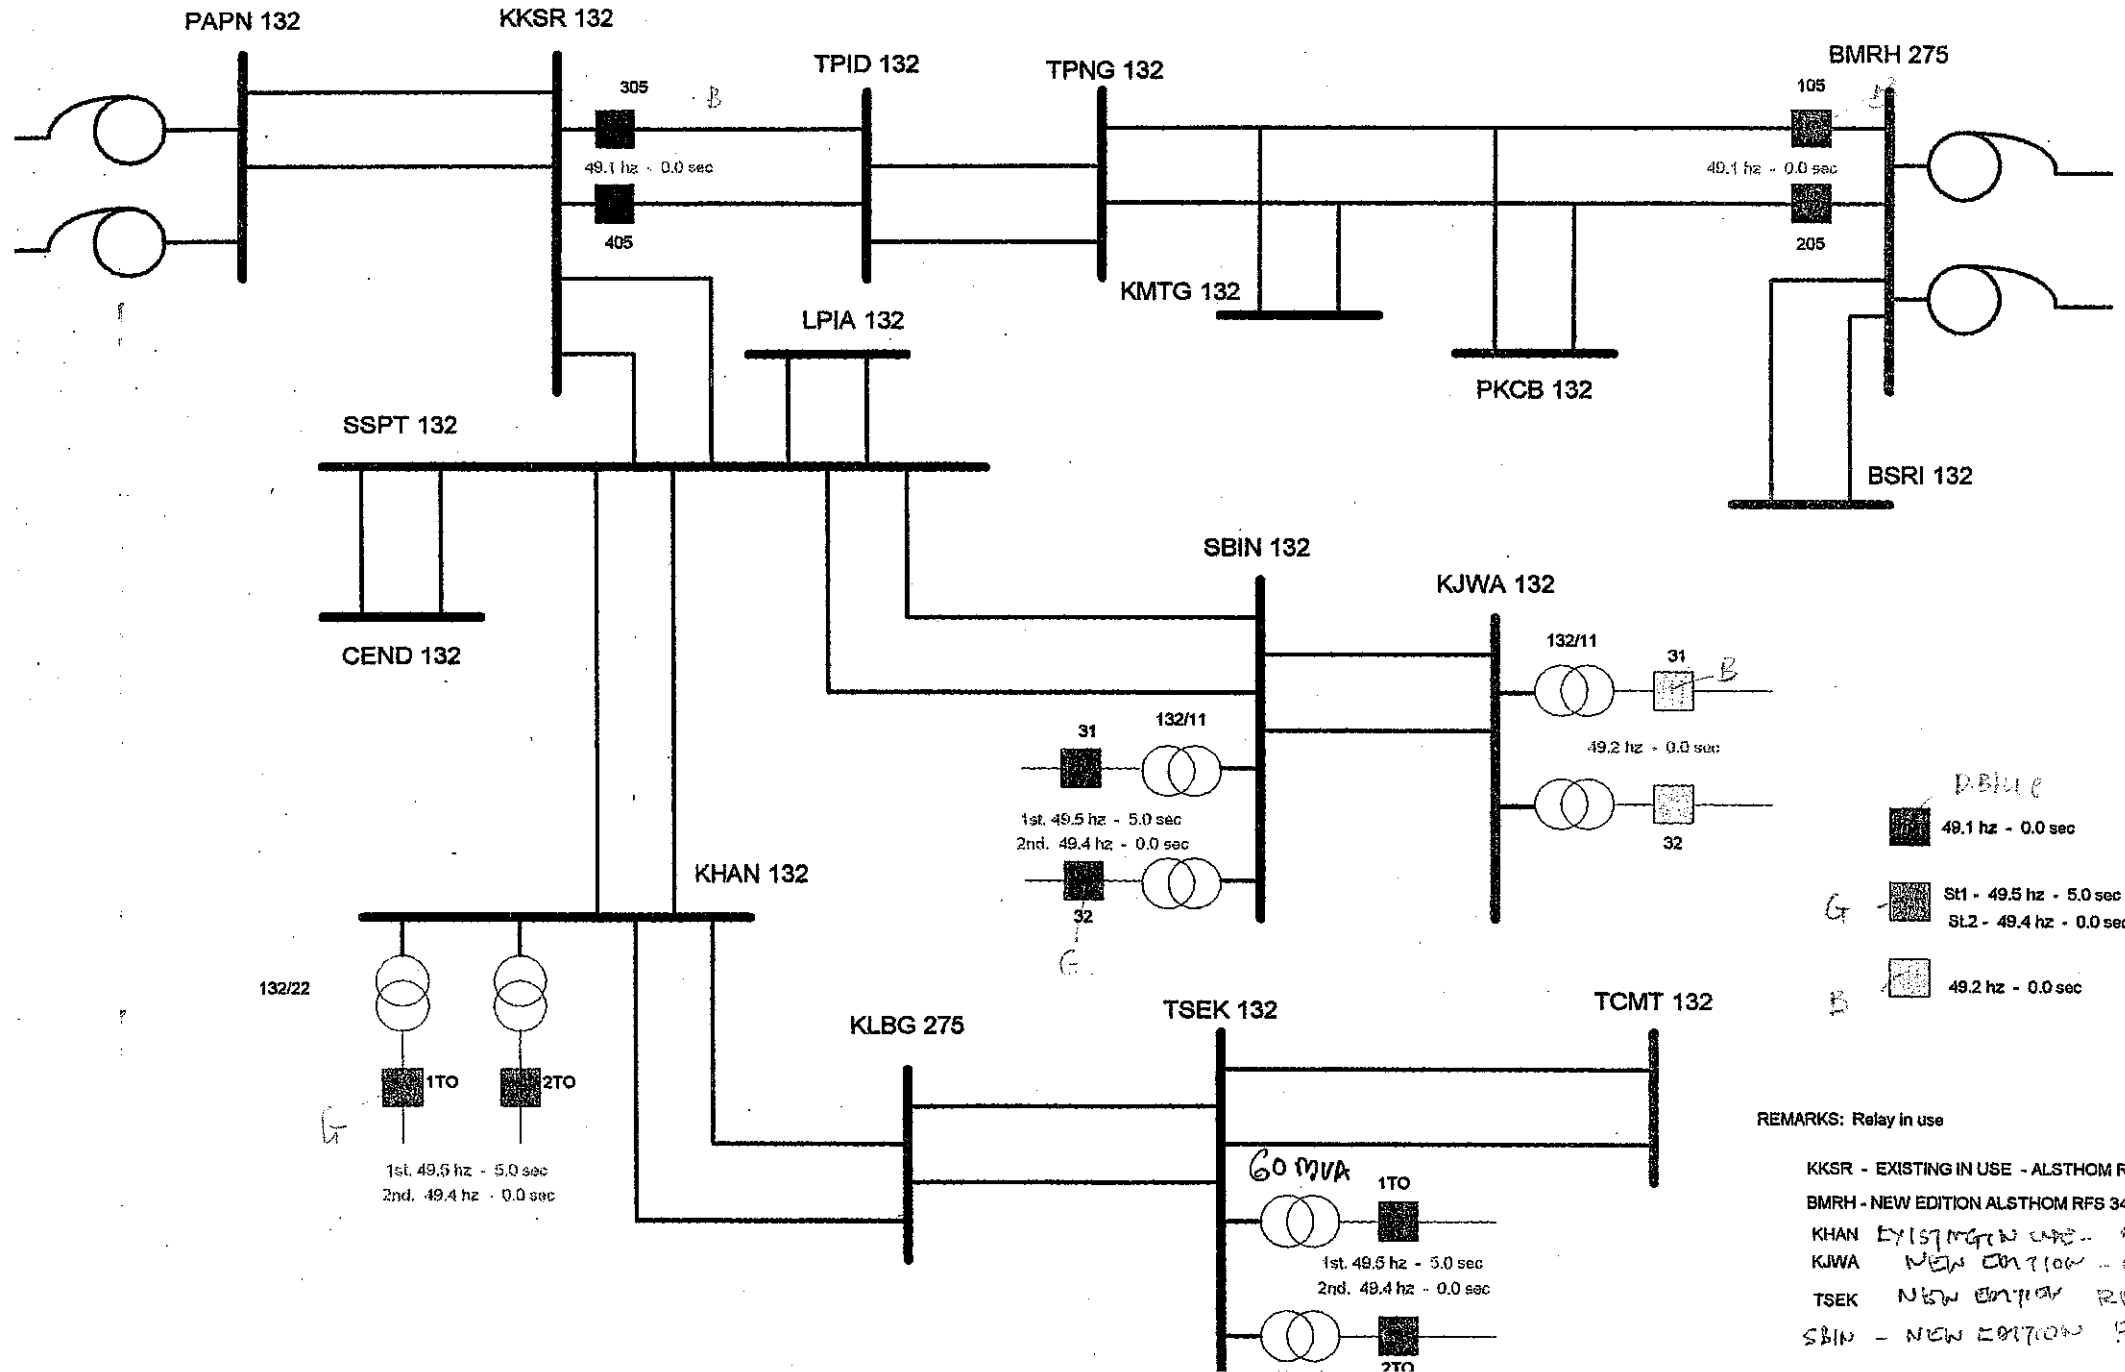 PAPN 132
KKSR 132
TPID 132
TPNG 132
BMRH 275
305
B
105
49.1 hz - 0.0 sec
49.1 hz - 0.0 sec
405
205
KMTG 132
LPIA 132
PKCB 132
SSPT 132
BSRI 132
SBIN 132
KJWA 132
CEND 132
132/11
31
B
31
132/11
49.2 hz - 0.0 sec
1st. 49.5 hz - 5.0 sec
2nd. 49.4 hz - 0.0 sec
32
D.Blue
49.1 hz - 0.0 sec
KHAN 132
32
G
G
St1 - 49.5 hz - 5.0 sec
St.2 - 49.4 hz - 0.0 sec
132/22
B
49.2 hz - 0.0 sec
KLBG 275
TSEK 132
TCMT 132
1TO
2TO
G
1st. 49.5 hz - 5.0 sec
2nd. 49.4 hz - 0.0 sec
60 MVA
1TO
1st. 49.5 hz - 5.0 sec
2nd. 49.4 hz - 0.0 sec
2TO
REMARKS: Relay in use
KKSR - EXISTING IN USE - ALSTHOM
BMRH - NEW EDITION ALSTHOM RFS 34
KHAN EXISTING IN USE -
KJWA NEW EDITION -
TSEK NEW EDITION
SBIN - NEW EDITION